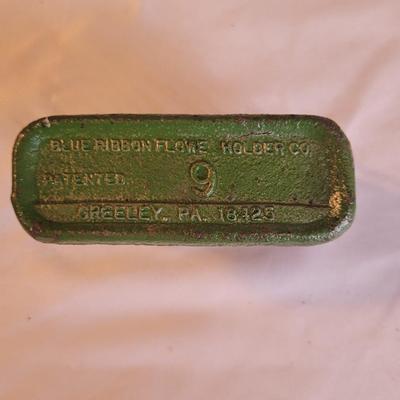 BLUE RIBBON FLOWE HOLDER CO
PATENTED 9
GREELEY, PA. 18425